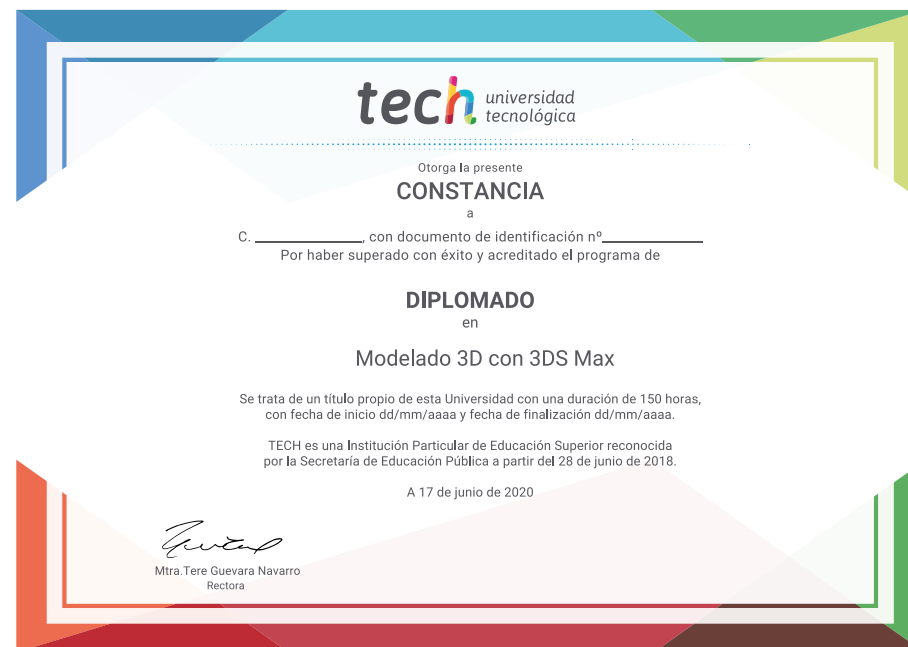 tech universidad
tecnológica
Otorga la presente
CONSTANCIA
a
C. ______________, con documento de identificación nº_____________
Por haber superado con éxito y acreditado el programa de
DIPLOMADO
en
Modelado 3D con 3DS Max
Se trata de un título propio de esta Universidad con una duración de 150 horas,
con fecha de inicio dd/mm/aaaa y fecha de finalización dd/mm/aaaa.
TECH es una Institución Particular de Educación Superior reconocida
por la Secretaría de Educación Pública a partir del 28 de junio de 2018.
A 17 de junio de 2020
Mtra.Tere Guevara Navarro
Rectora